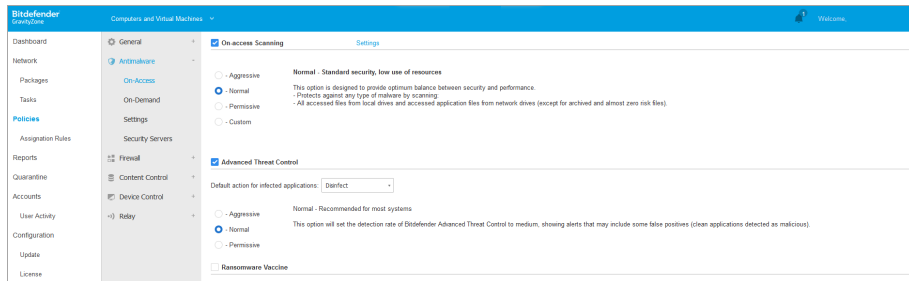 Bitdefender
GravityZone
Computers and Virtual Machines
1
Welcome,
Dashboard
Network
Packages
Tasks
Policies
Assignation Rules
Reports
Quarantine
Accounts
User Activity
Configuration
Update
License
General +
Antimalware -
On-Access
On-Demand
Settings
Security Servers
Firewall +
Content Control +
Device Control +
Relay +
On-access Scanning Settings
- Aggressive
- Normal
- Permissive
- Custom
Normal - Standard security, low use of resources
This option is designed to provide optimum balance between security and performance.
- Protects against any type of malware by scanning:
- All accessed files from local drives and accessed application files from network drives (except for archived and almost zero risk files).
Advanced Threat Control
Default action for infected applications: Disinfect
- Aggressive
- Normal
- Permissive
Normal - Recommended for most systems
This option will set the detection rate of Bitdefender Advanced Threat Control to medium, showing alerts that may include some false positives (clean applications detected as malicious).
Ransomware Vaccine